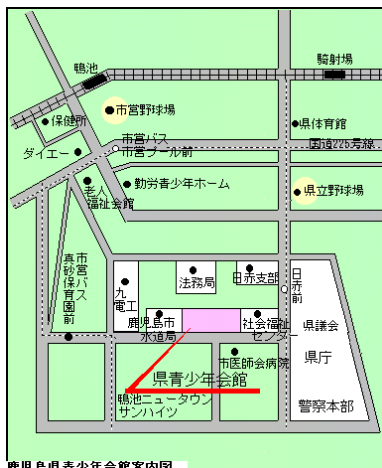 鴨池
騎射場
市営野球場
保健所
県体育館
市営バス
市営プール前
国道225号線
ダイエー
老人
福祉会館
勤労青少年ホーム
県立野球場
市営バス
真砂保育園前
九電工
法務局
日赤支部
日赤前
鹿児島市
水道局
社会福祉
センター
県議会
県庁
警察本部
市医師会病院
県青少年会館
鴨池ニュータウン
サンハイツ
鹿児島県青少年会館案内図